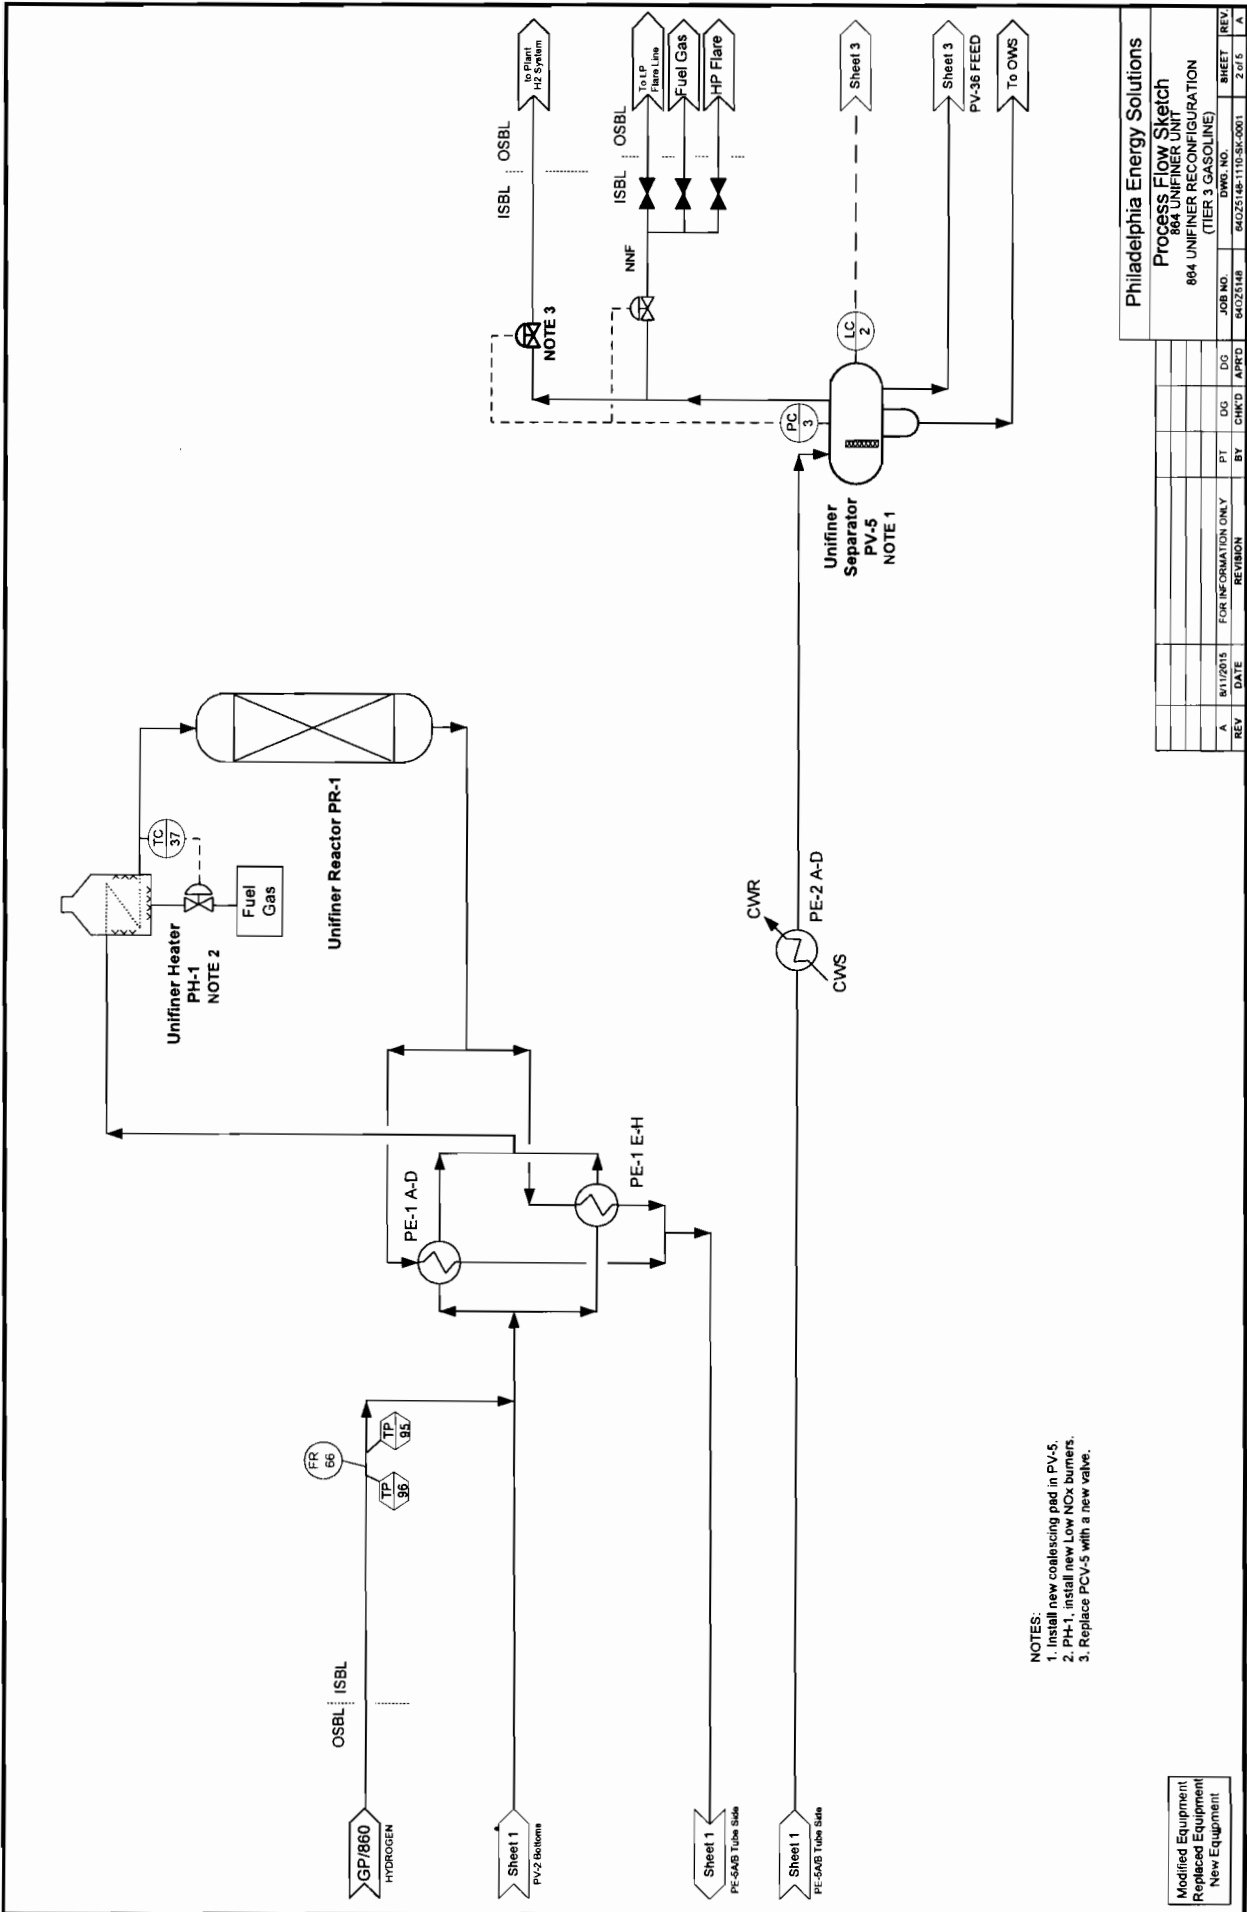 GP/860
HYDROGEN
OSBL
ISBL
FR
66
TP
96
TP
95
Sheet 1
PV-2 Bottoms
Sheet 1
PE-5A/B Tube Side
Sheet 1
PE-5A/B Tube Side
PE-1 A-D
PE-1 E-H
Unifiner Heater
PH-1
NOTE 2
TC
37
Fuel
Gas
Unifiner Reactor PR-1
CWR
CWS
PE-2 A-D
Unifiner
Separator
PV-5
NOTE 1
PC
3
LC
2
NOTE 3
NNF
ISBL
OSBL
ISBL
OSBL
to Plant
H2 System
To LP
Flare Line
Fuel Gas
HP Flare
Sheet 3
Sheet 3
PV-36 FEED
To OWS
NOTES:
1. Install new coalescing pad in PV-5.
2. PH-1, install new Low NOx burners.
3. Replace PCV-5 with a new valve.
Modified Equipment
Replaced Equipment
New Equipment
A
8/11/2015
FOR INFORMATION ONLY
PT
DG
DG
REV
DATE
REVISION
BY
CHK'D
APR'D
Philadelphia Energy Solutions
Process Flow Sketch
864 UNIFINER UNIT
864 UNIFINER RECONFIGURATION
(TIER 3 GASOLINE)
JOB NO.
DWG. NO.
SHEET
REV.
640Z5148
640Z5148-1110-SK-0001
2 of 5
A